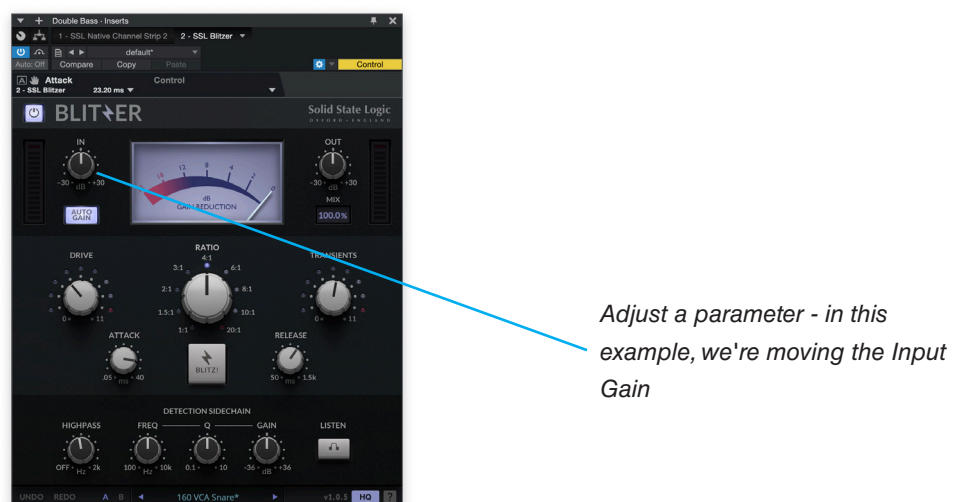 Double Bass - Inserts
1 - SSL Native Channel Strip 2 2 - SSL Blitzer
default*
Auto: Off Compare Copy Paste Control
A Attack Control
2 - SSL Blitzer 23.20 ms
BLITZER Solid State Logic
OXFORD • ENGLAND
IN OUT
16 12 8 4 2 0
-30 dB +30 -30 dB +30
dB
GAIN REDUCTION
MIX
AUTO
GAIN
100.0%
DRIVE RATIO TRANSIENTS
4:1
3:1 6:1
2:1 8:1
1.5:1 10:1
0 11 0 11
1:1 20:1
ATTACK RELEASE
BLITZ!
.05 ms 40 50 ms 1.5k
DETECTION SIDECHAIN
HIGHPASS FREQ Q GAIN LISTEN
OFF Hz 2k 100 Hz 10k 0.1 10 -36 dB +36
UNDO REDO A B 160 VCA Snare* v1.0.5 HQ ?
Adjust a parameter - in this
example, we're moving the Input
Gain